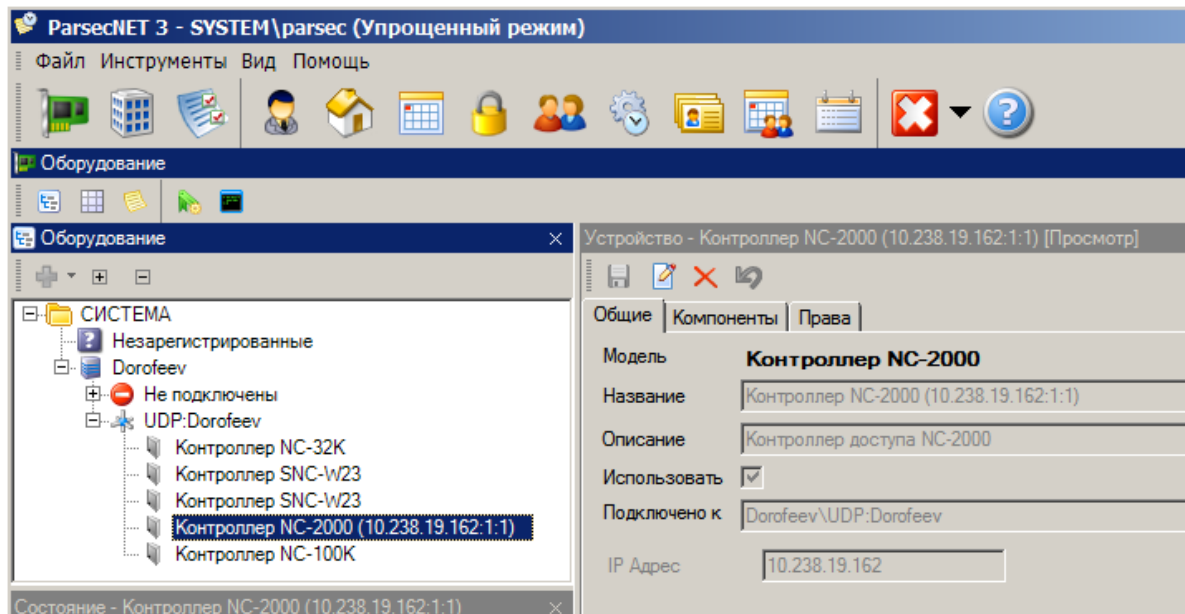 ParsecNET 3 - SYSTEM\parsec (Упрощенный режим)
Файл Инструменты Вид Помощь
Оборудование
Оборудование
СИСТЕМА
Незарегистрированные
Dorofeev
Не подключены
UDP:Dorofeev
Контроллер NC-32K
Контроллер SNC-W23
Контроллер SNC-W23
Контроллер NC-2000 (10.238.19.162:1:1)
Контроллер NC-100K
Состояние - Контроллер NC-2000 (10.238.19.162:1:1)
Устройство - Контроллер NC-2000 (10.238.19.162:1:1) [Просмотр]
Общие Компоненты Права
Модель Контроллер NC-2000
Название Контроллер NC-2000 (10.238.19.162:1:1)
Описание Контроллер доступа NC-2000
Использовать
Подключено к Dorofeev\UDP:Dorofeev
IP Адрес 10.238.19.162